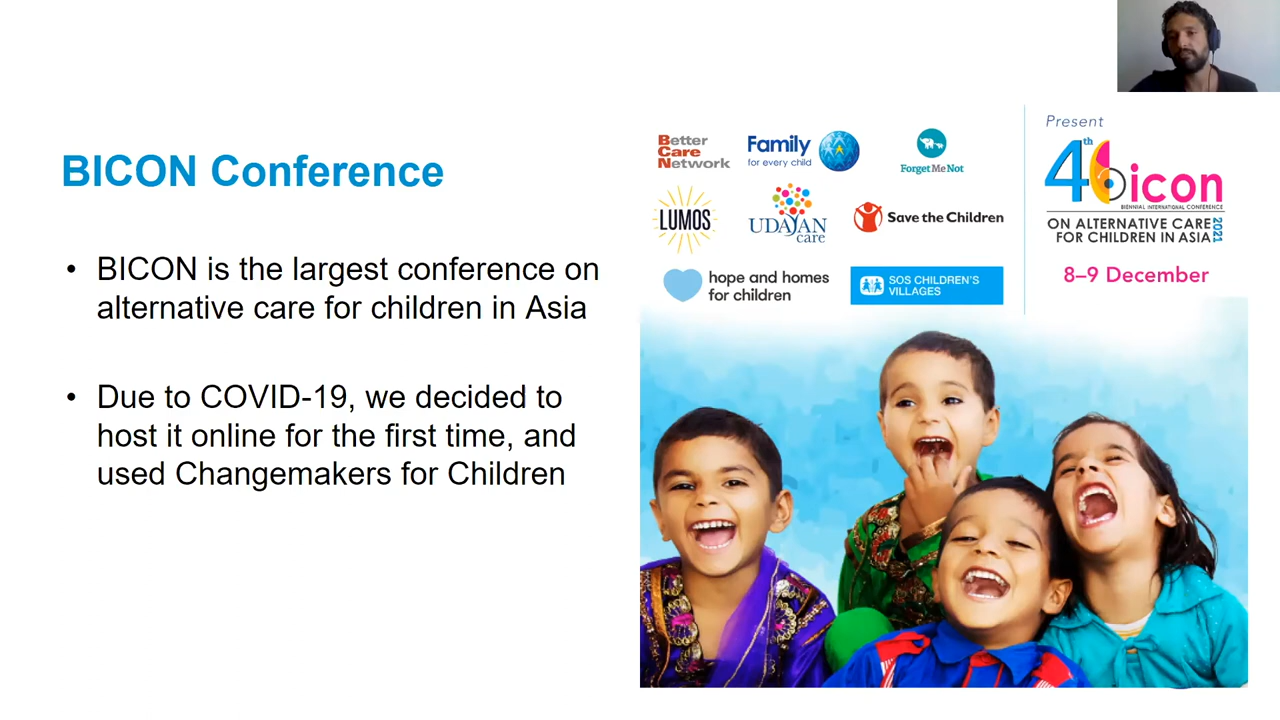 BICON Conference
• BICON is the largest conference on
alternative care for children in Asia
• Due to COVID-19, we decided to
host it online for the first time, and
used Changemakers for Children
Better
Care
Network
Family
for every child
Forget Me Not
LUMOS
UDAYAN
care
Save the Children
hope and homes
for children
SOS CHILDREN'S
VILLAGES
Present
4th bicon
BIENNIAL INTERNATIONAL CONFERENCE
ON ALTERNATIVE CARE
FOR CHILDREN IN ASIA
2021
8–9 December